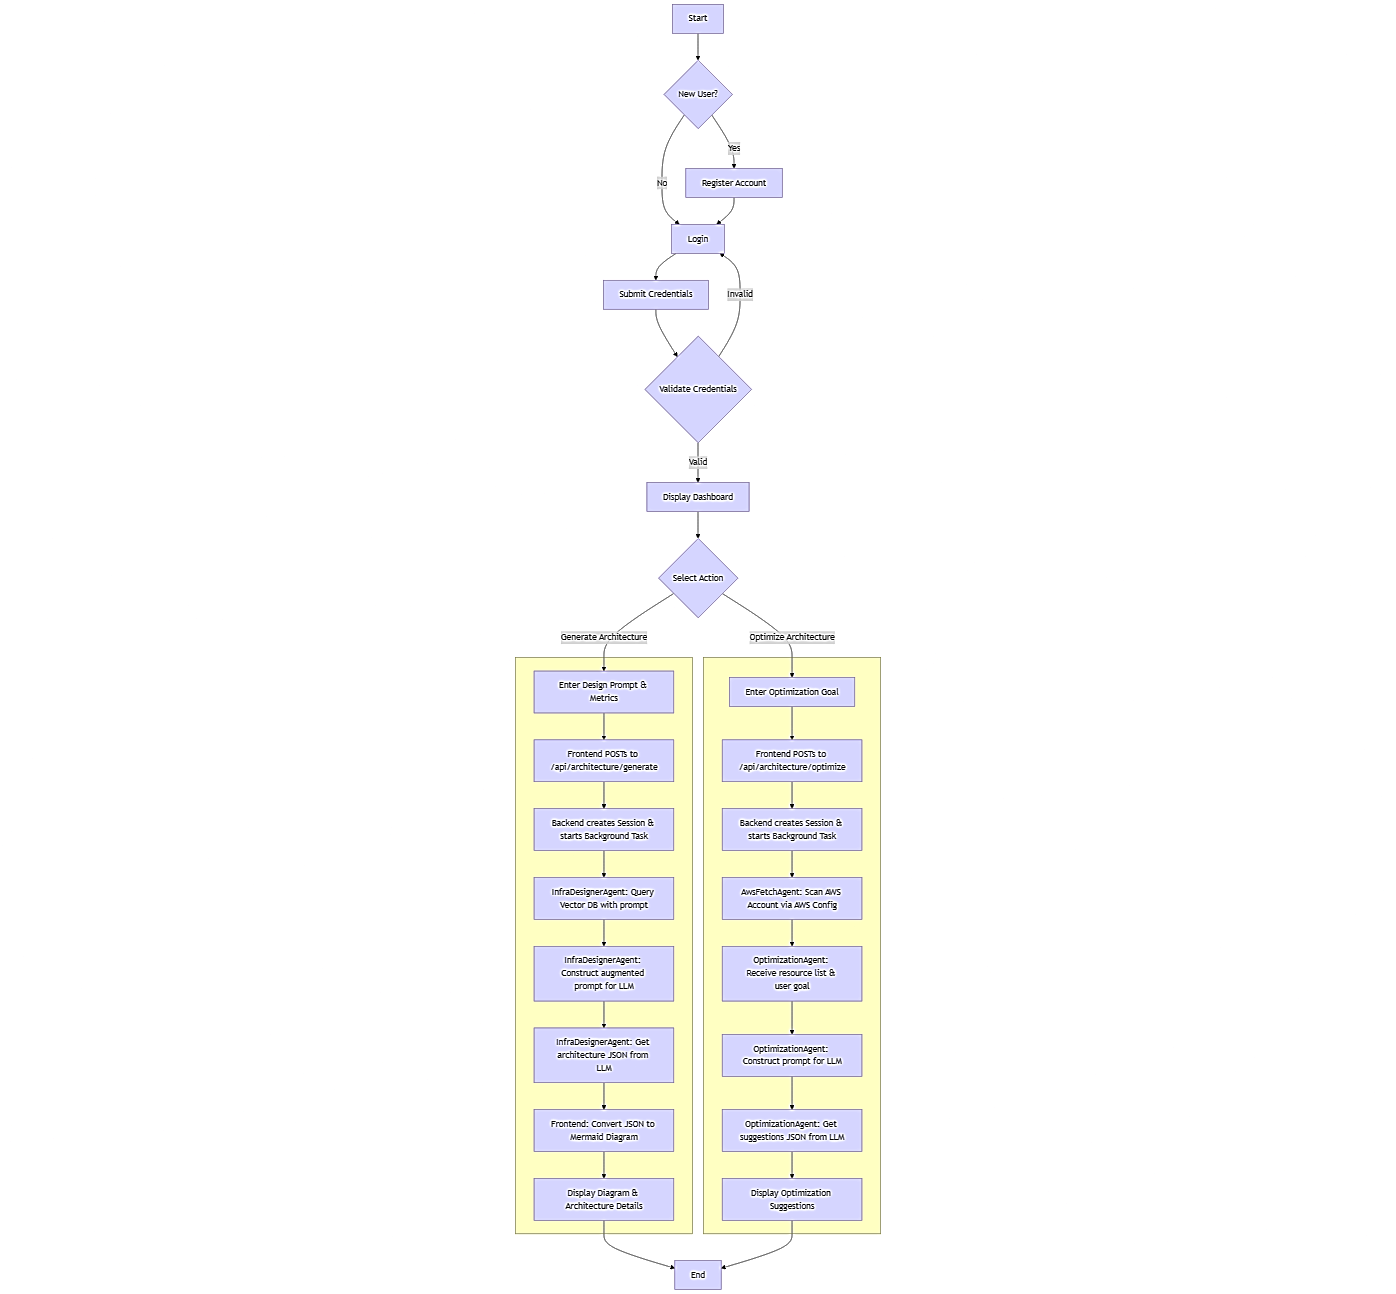 Start
New User?
Yes
No
Register Account
Login
Submit Credentials
Invalid
Validate Credentials
Valid
Display Dashboard
Select Action
Generate Architecture
Optimize Architecture
Enter Design Prompt &
Metrics
Frontend POSTs to
/api/architecture/generate
Backend creates Session &
starts Background Task
InfraDesignerAgent: Query
Vector DB with prompt
InfraDesignerAgent:
Construct augmented
prompt for LLM
InfraDesignerAgent: Get
architecture JSON from
LLM
Frontend: Convert JSON to
Mermaid Diagram
Display Diagram &
Architecture Details
Enter Optimization Goal
Frontend POSTs to
/api/architecture/optimize
Backend creates Session &
starts Background Task
AwsFetchAgent: Scan AWS
Account via AWS Config
OptimizationAgent:
Receive resource list &
user goal
OptimizationAgent:
Construct prompt for LLM
OptimizationAgent: Get
suggestions JSON from LLM
Display Optimization
Suggestions
End